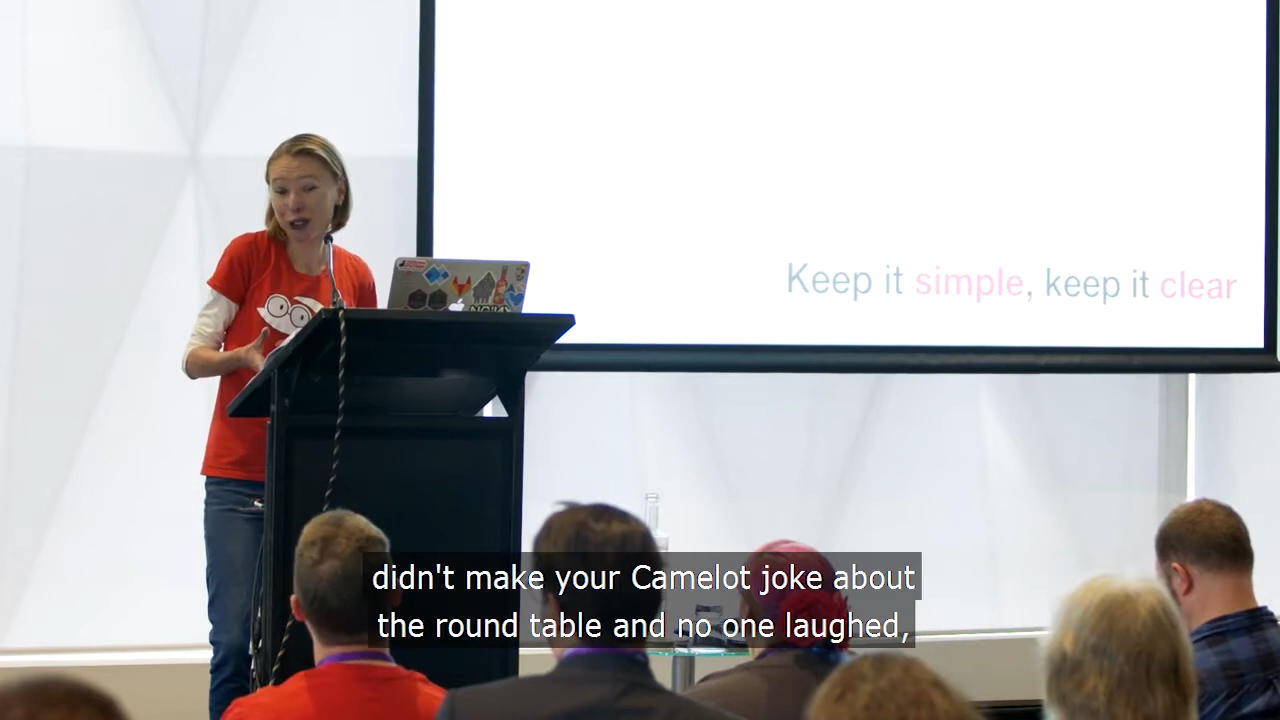 Keep it simple, keep it clear
didn't make your Camelot joke about
the round table and no one laughed,